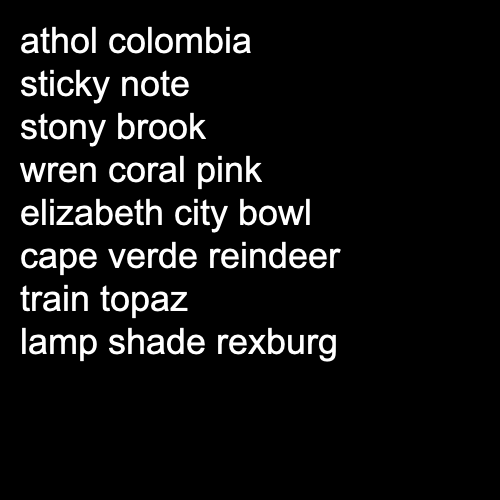 athol colombia
sticky note
stony brook
wren coral pink
elizabeth city bowl
cape verde reindeer
train topaz
lamp shade rexburg